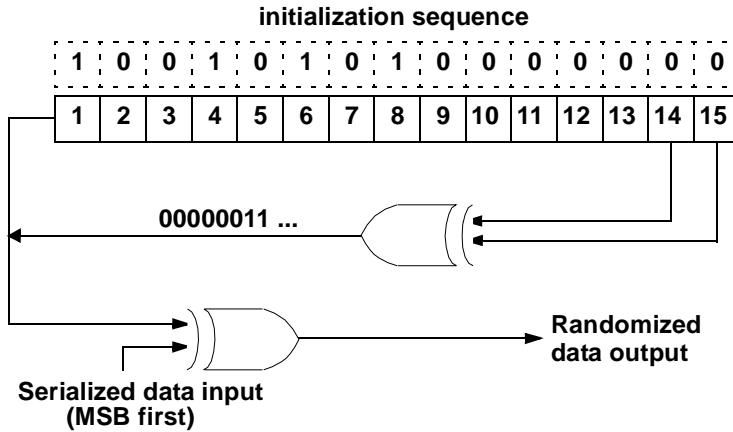 initialization sequence
1 0 0 1 0 1 0 1 0 0 0 0 0 0 0
1 2 3 4 5 6 7 8 9 10 11 12 13 14 15
00000011 ...
Randomized
data output
Serialized data input
(MSB first)